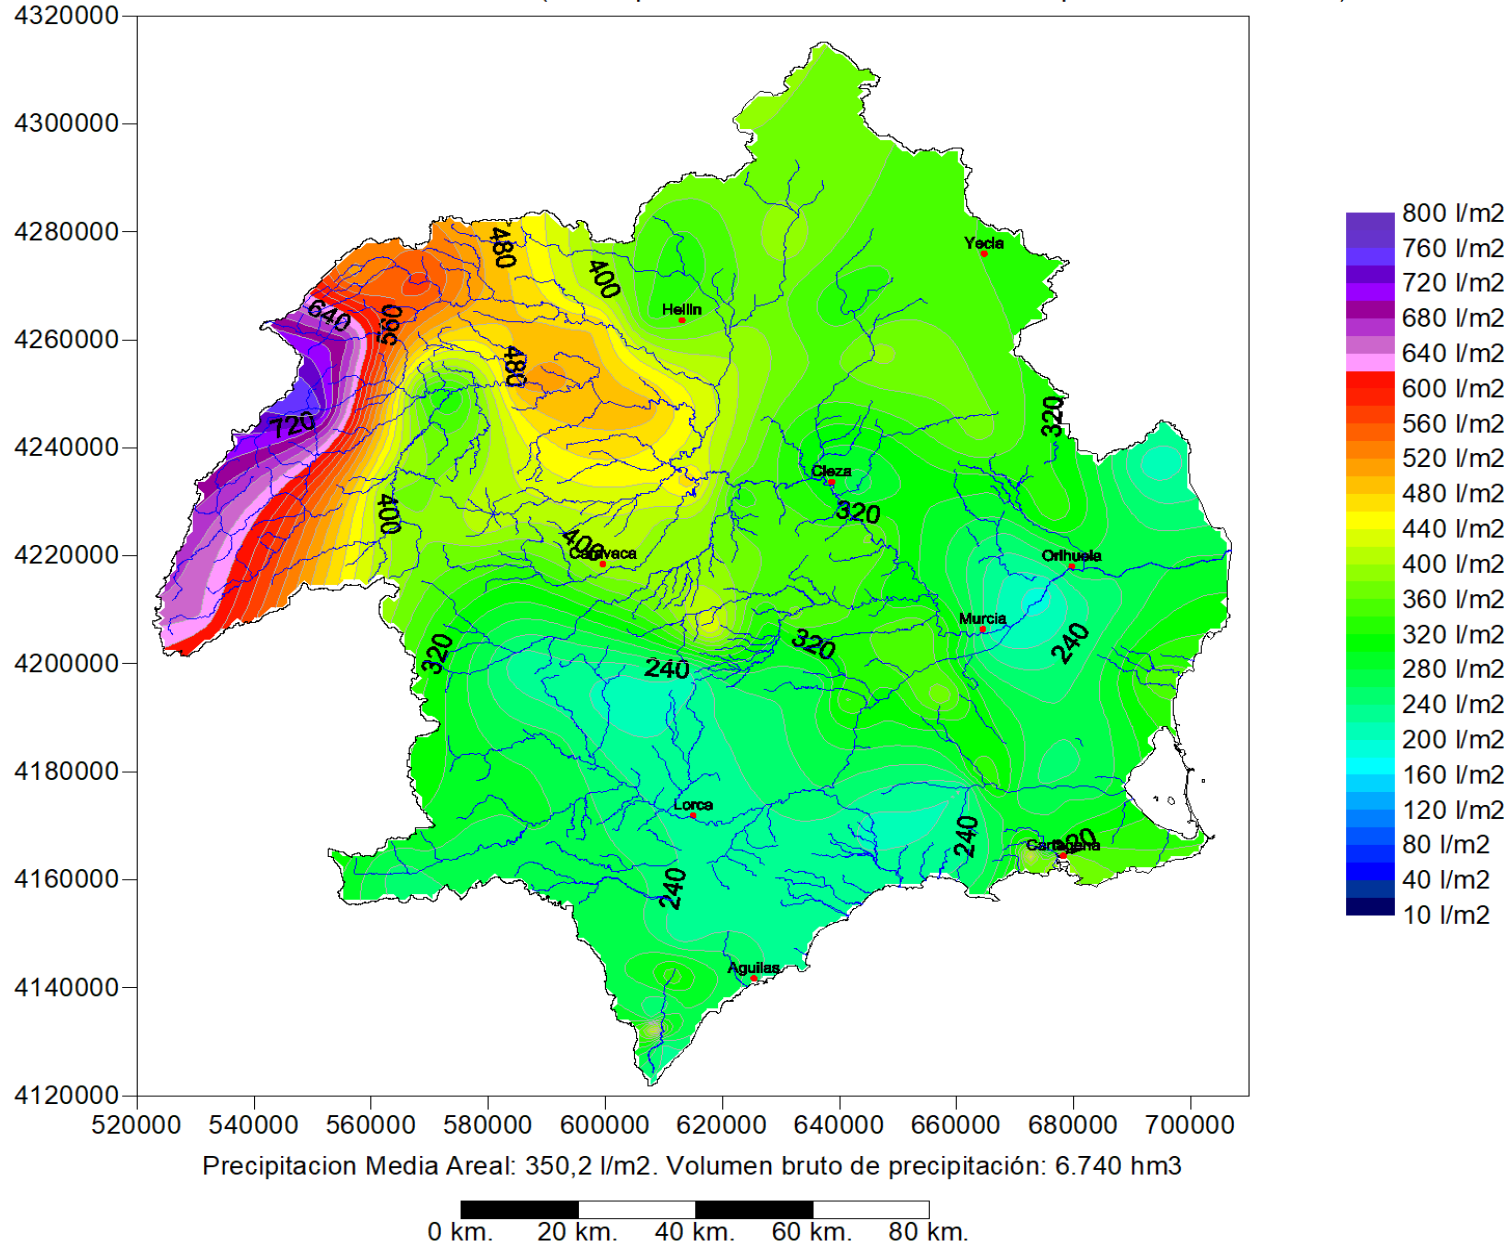 4320000
4300000
4280000
4260000
4240000
4220000
4200000
4180000
4160000
4140000
4120000
520000 540000 560000 580000 600000 620000 640000 660000 680000 700000
480
400
Yecla
Hellin
640
560
480
320
720
Cieza
320
400
400
Caravaca
Orihuela
Murcia
320
320
240
240
Lorca
240
Cartagena
240
Aguilas
800 l/m2
760 l/m2
720 l/m2
680 l/m2
640 l/m2
600 l/m2
560 l/m2
520 l/m2
480 l/m2
440 l/m2
400 l/m2
360 l/m2
320 l/m2
280 l/m2
240 l/m2
200 l/m2
160 l/m2
120 l/m2
80 l/m2
40 l/m2
10 l/m2
Precipitacion Media Areal: 350,2 l/m2. Volumen bruto de precipitación: 6.740 hm3
0 km. 20 km. 40 km. 60 km. 80 km.